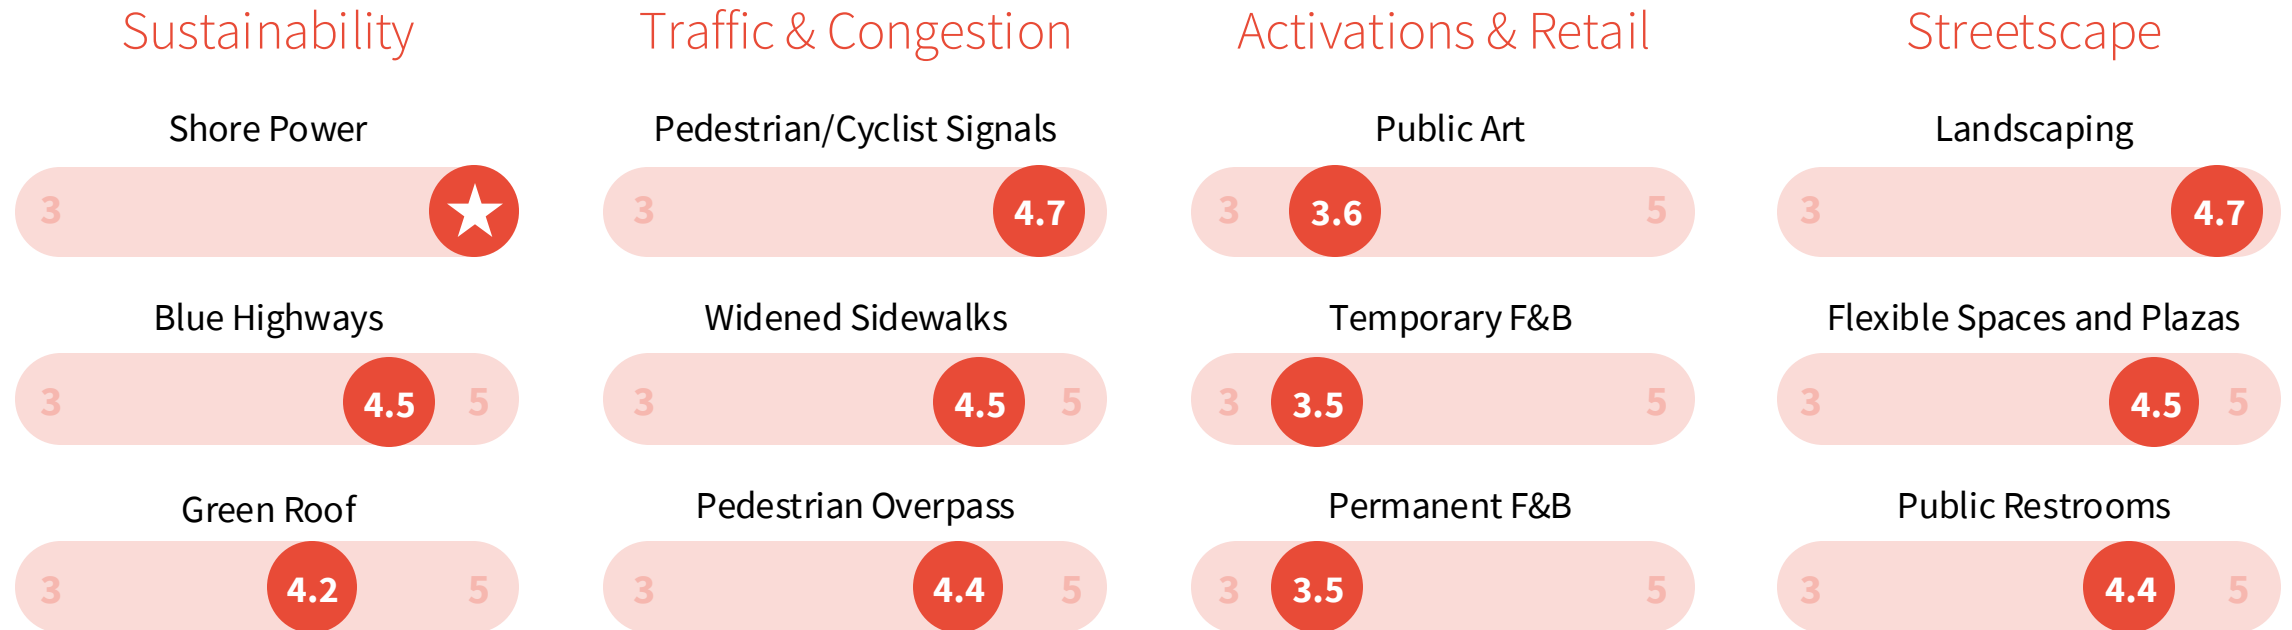 Sustainability
Shore Power
3
Blue Highways
3 4.5 5
Green Roof
3 4.2 5
Traffic & Congestion
Pedestrian/Cyclist Signals
3 4.7
Widened Sidewalks
3 4.5 5
Pedestrian Overpass
3 4.4 5
Activations & Retail
Public Art
3 3.6 5
Temporary F&B
3 3.5 5
Permanent F&B
3 3.5 5
Streetscape
Landscaping
3 4.7
Flexible Spaces and Plazas
3 4.5 5
Public Restrooms
3 4.4 5